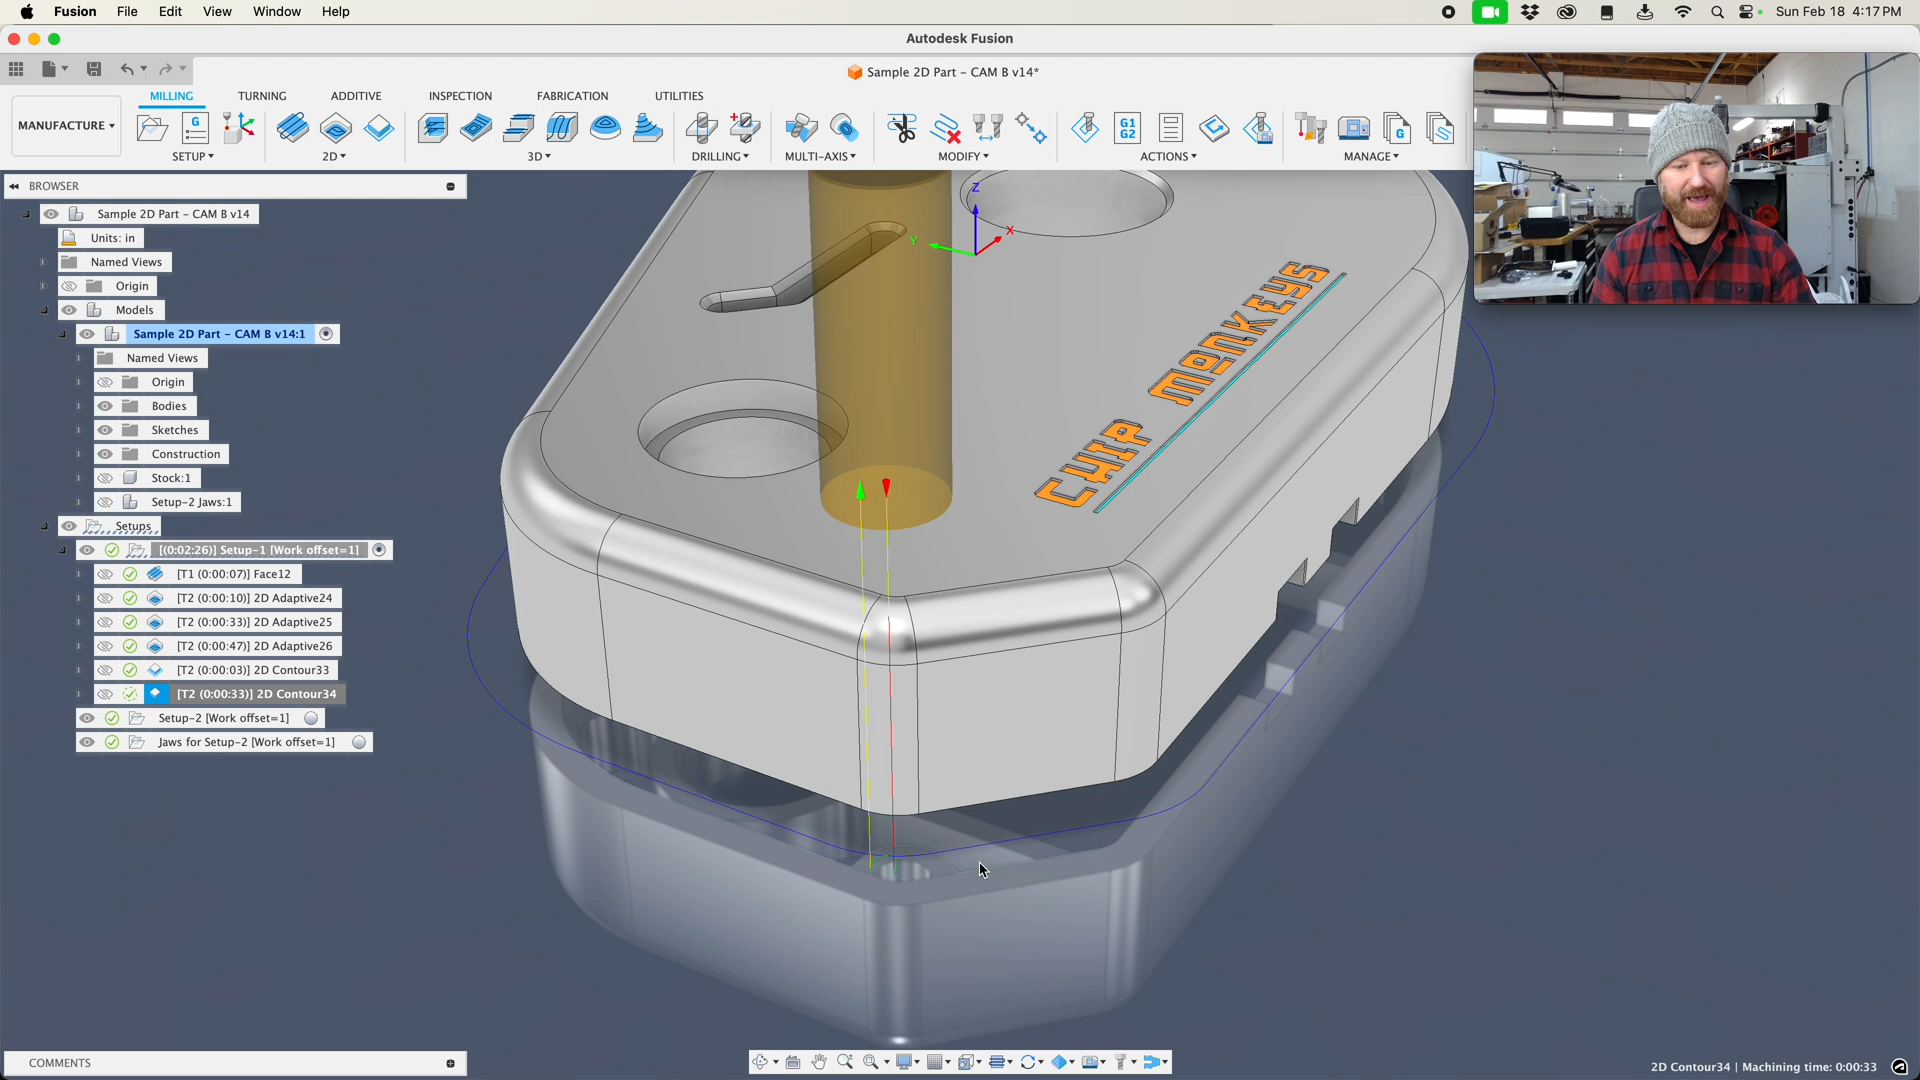 Fusion File Edit View Window Help
Sun Feb 18 4:17 PM
Autodesk Fusion
Sample 2D Part - CAM B v14*
MILLING TURNING ADDITIVE INSPECTION FABRICATION UTILITIES
MANUFACTURE
G
G1
G2
G
SETUP 2D 3D DRILLING MULTI-AXIS MODIFY ACTIONS MANAGE
BROWSER
Sample 2D Part - CAM B v14
Units: in
Named Views
Origin
Models
Sample 2D Part - CAM B v14:1
Named Views
Origin
Bodies
Sketches
Construction
Stock:1
Setup-2 Jaws:1
Setups
[(0:02:26)] Setup-1 [Work offset=1]
[T1 (0:00:07)] Face12
[T2 (0:00:10)] 2D Adaptive24
[T2 (0:00:33)] 2D Adaptive25
[T2 (0:00:47)] 2D Adaptive26
[T2 (0:00:03)] 2D Contour33
[T2 (0:00:33)] 2D Contour34
Setup-2 [Work offset=1]
Jaws for Setup-2 [Work offset=1]
Z
X
Y
CHIP MONKEYS
COMMENTS
2D Contour34 | Machining time: 0:00:33